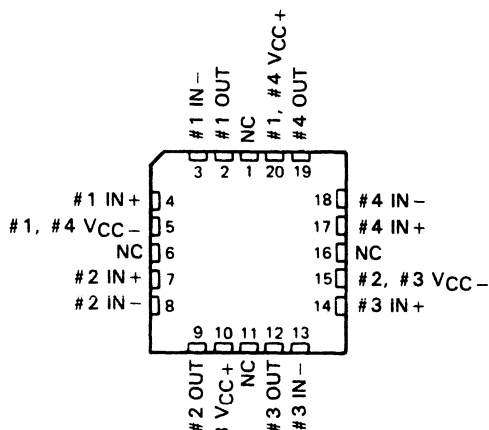 #1 IN−
#1 OUT
NC
#1, #4 VCC+
#4 OUT
3 2 1 20 19
#1 IN+ 4
#1, #4 VCC− 5
NC 6
#2 IN+ 7
#2 IN− 8
18 #4 IN−
17 #4 IN+
16 NC
15 #2, #3 VCC−
14 #3 IN+
9 10 11 12 13
#2 OUT
VCC+
NC
#3 OUT
#3 IN−